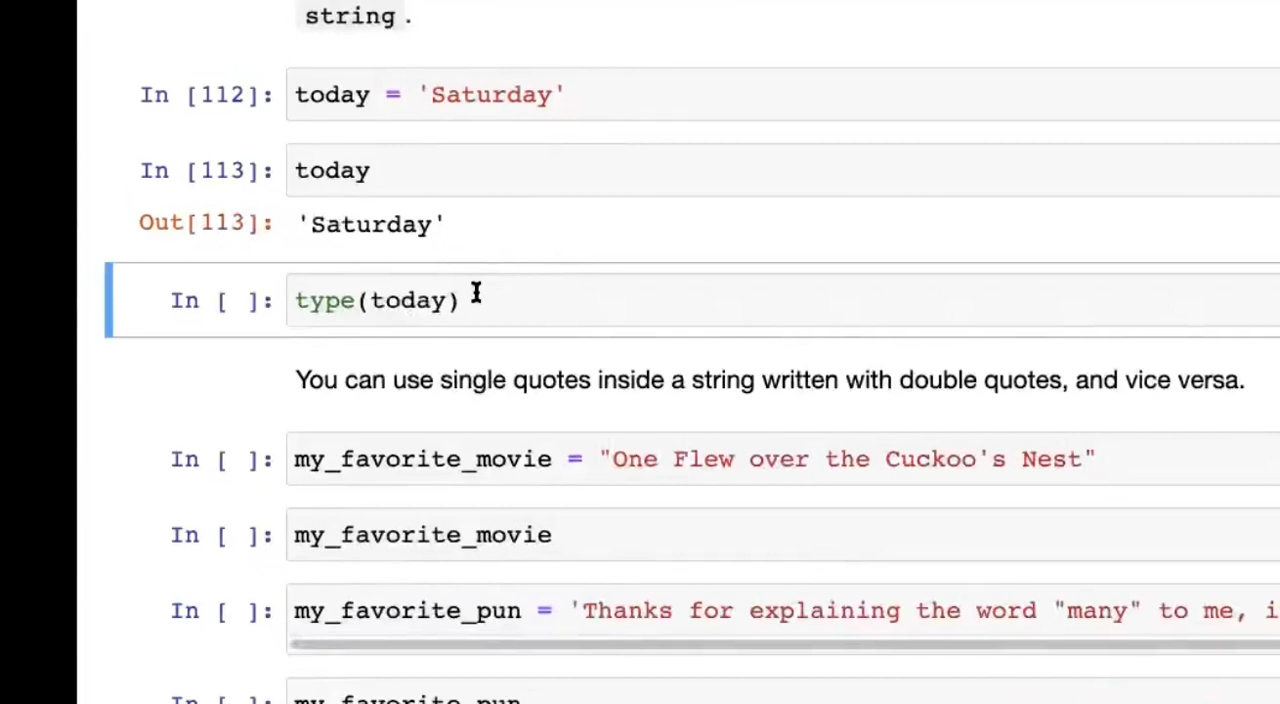 string .
In [112]: today = 'Saturday'
In [113]: today
Out[113]: 'Saturday'
In [ ]: type(today)
You can use single quotes inside a string written with double quotes, and vice versa.
In [ ]: my_favorite_movie = "One Flew over the Cuckoo's Nest"
In [ ]: my_favorite_movie
In [ ]: my_favorite_pun = 'Thanks for explaining the word "many" to me, i
In [ ]: my_favorite_pun